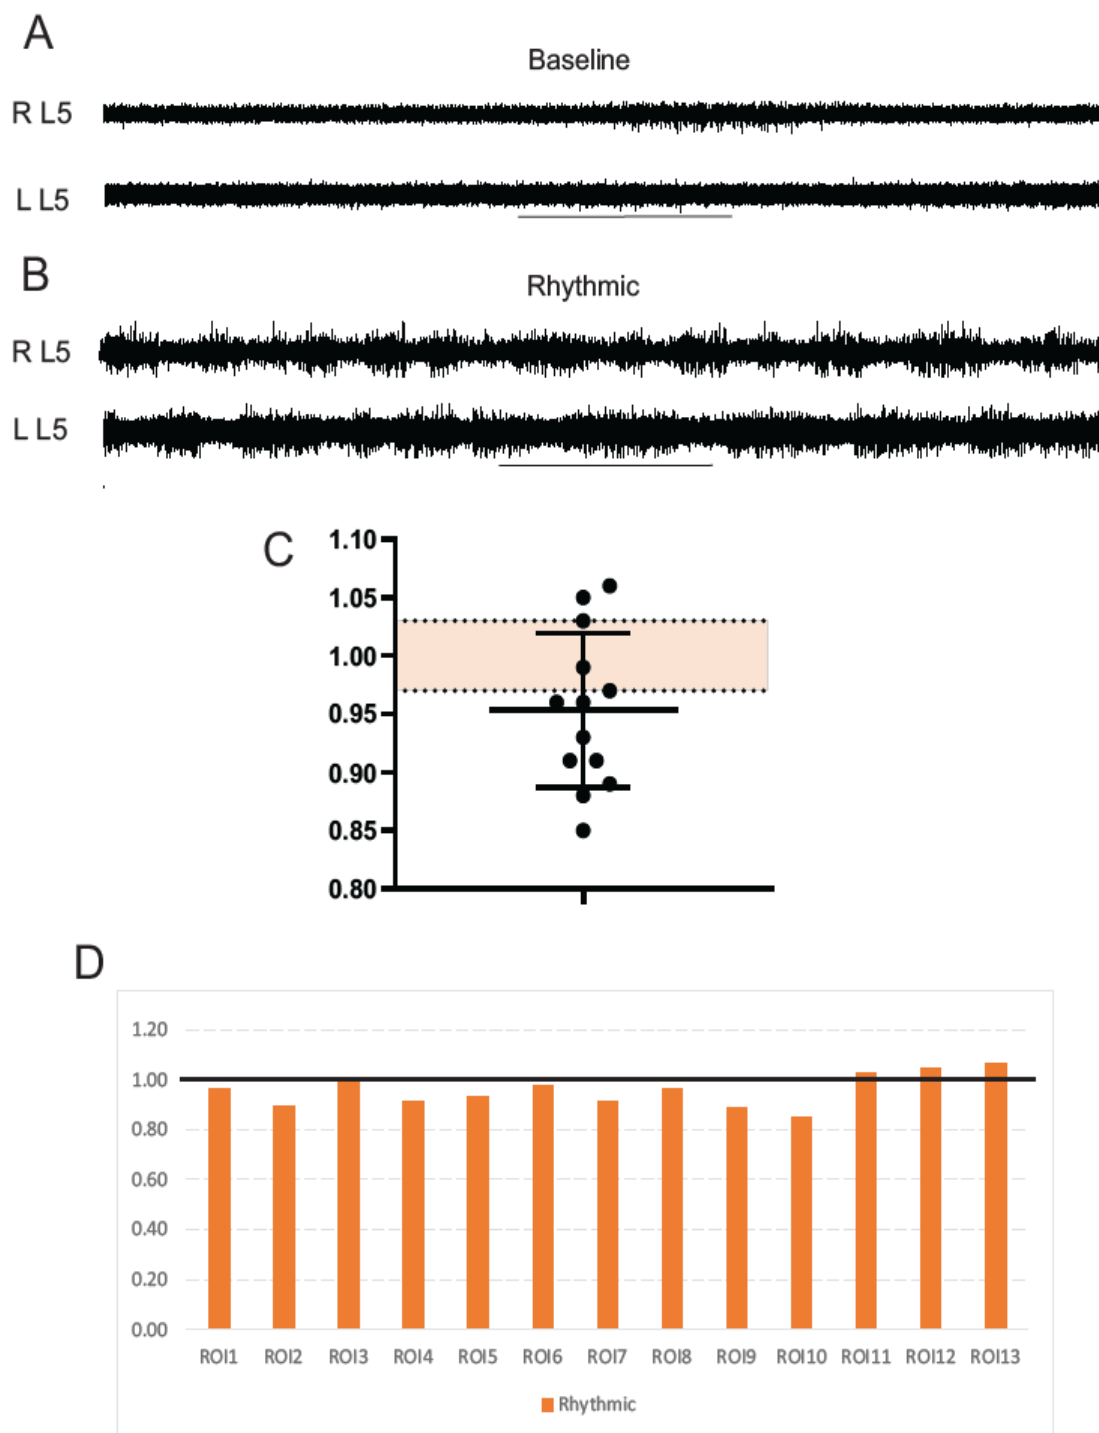 A
Baseline
R L5
L L5
B
Rhythmic
R L5
L L5
C
1.10
1.05
1.00
0.95
0.90
0.85
0.80
D
1.20
1.00
0.80
0.60
0.40
0.20
0.00
ROI1 ROI2 ROI3 ROI4 ROI5 ROI6 ROI7 ROI8 ROI9 ROI10 ROI11 ROI12 ROI13
Rhythmic